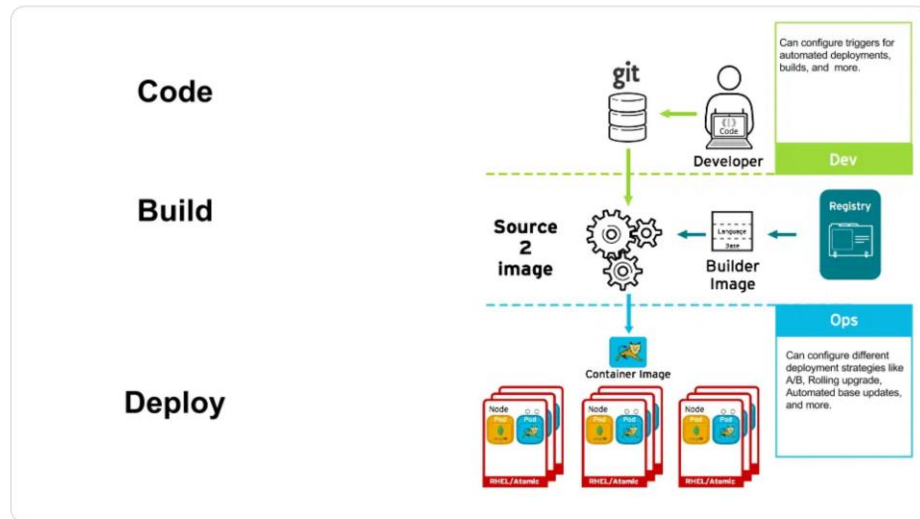 Code
git
{|}
Code
Developer
Can configure triggers for
automated deployments,
builds, and more.
Dev
Build
Source
2
image
Language
Base
Builder
Image
Registry
Ops
Can configure different
deployment strategies like
A/B, Rolling upgrade,
Automated base updates,
and more.
Container Image
Deploy
Node
Pod
Pod
RHEL/Atomic
Node
Pod
Pod
RHEL/Atomic
Node
Pod
Pod
RHEL/Atomic